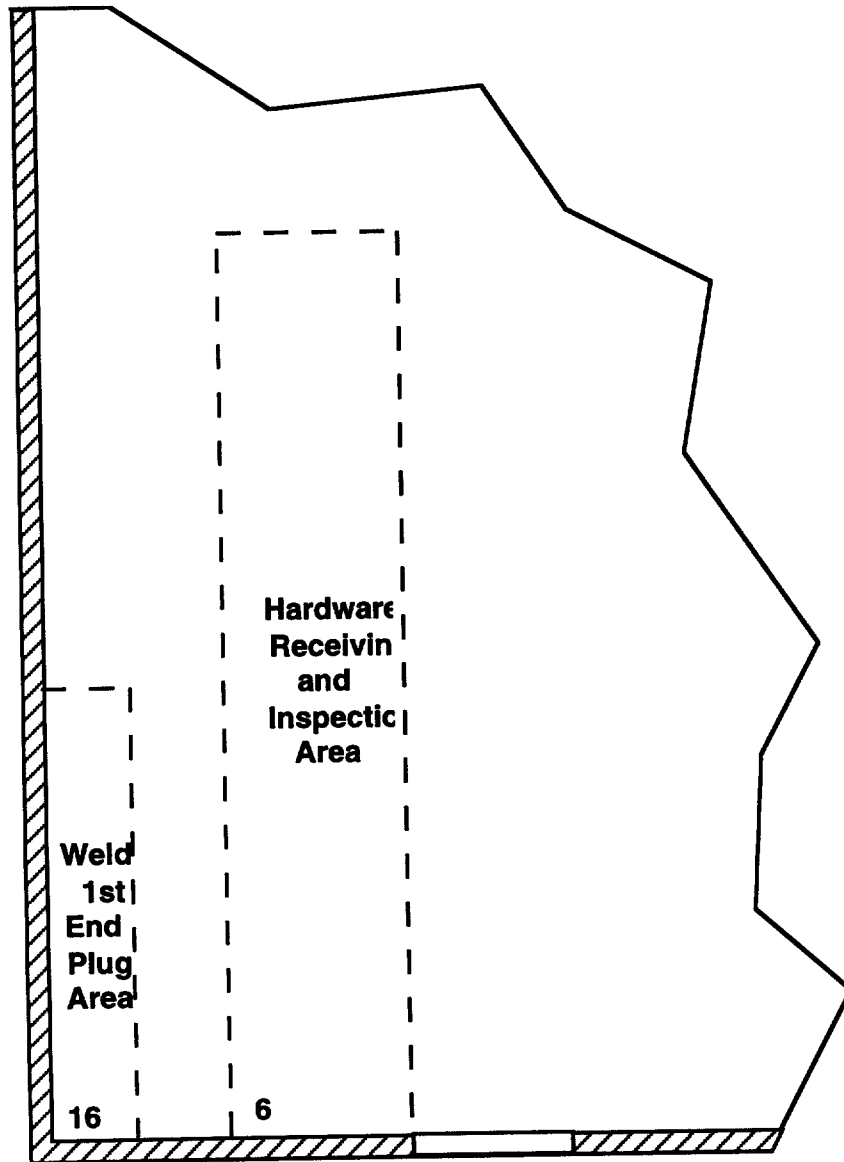 Hardware
Receivin
and
Inspectic
Area
Weld
1st
End
Plug
Area
16
6